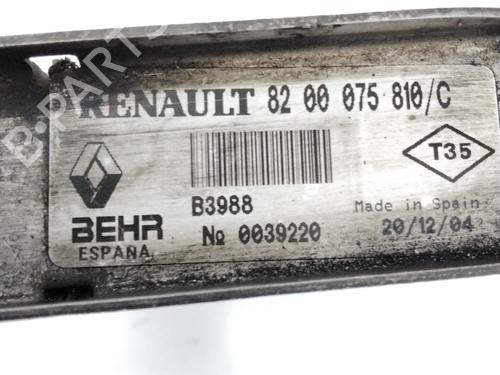 B-PARTS
RENAULT 82 00 075 810/C
T35
B3988
BEHR
ESPAÑA
№ 0039220
Made in Spain
20/12/04